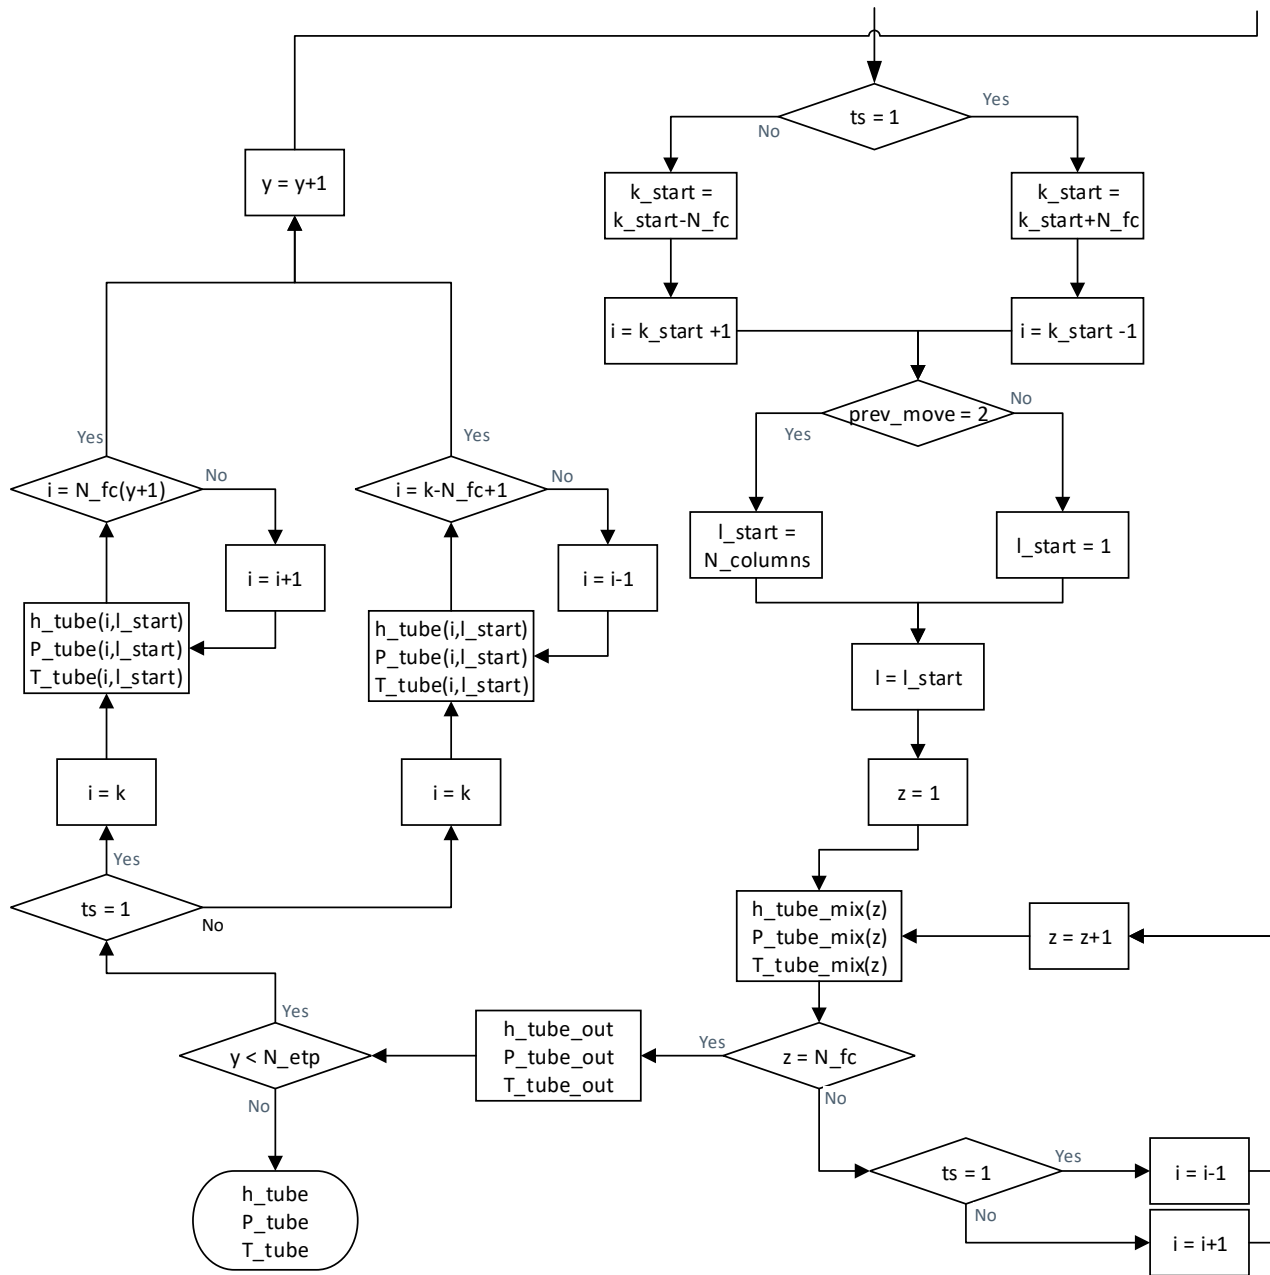 ts = 1
Yes
No
y = y+1
k_start =
k_start-N_fc
k_start =
k_start+N_fc
i = k_start +1
i = k_start -1
prev_move = 2
No
Yes
Yes
Yes
i = N_fc(y+1)
No
i = k-N_fc+1
No
l_start =
N_columns
l_start = 1
i = i+1
i = i-1
h_tube(i,l_start)
P_tube(i,l_start)
T_tube(i,l_start)
h_tube(i,l_start)
P_tube(i,l_start)
T_tube(i,l_start)
l = l_start
i = k
i = k
z = 1
Yes
ts = 1
No
h_tube_mix(z)
P_tube_mix(z)
T_tube_mix(z)
z = z+1
Yes
y < N_etp
No
h_tube_out
P_tube_out
T_tube_out
Yes
z = N_fc
No
ts = 1
Yes
No
i = i-1
i = i+1
h_tube
P_tube
T_tube